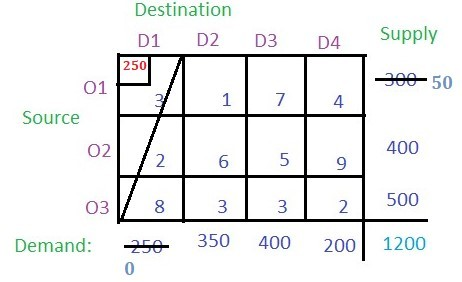 Destination
D1 D2 D3 D4 Supply
250
O1 3 1 7 4 300 50
Source
O2 2 6 5 9 400
O3 8 3 3 2 500
Demand: 250 350 400 200 1200
0